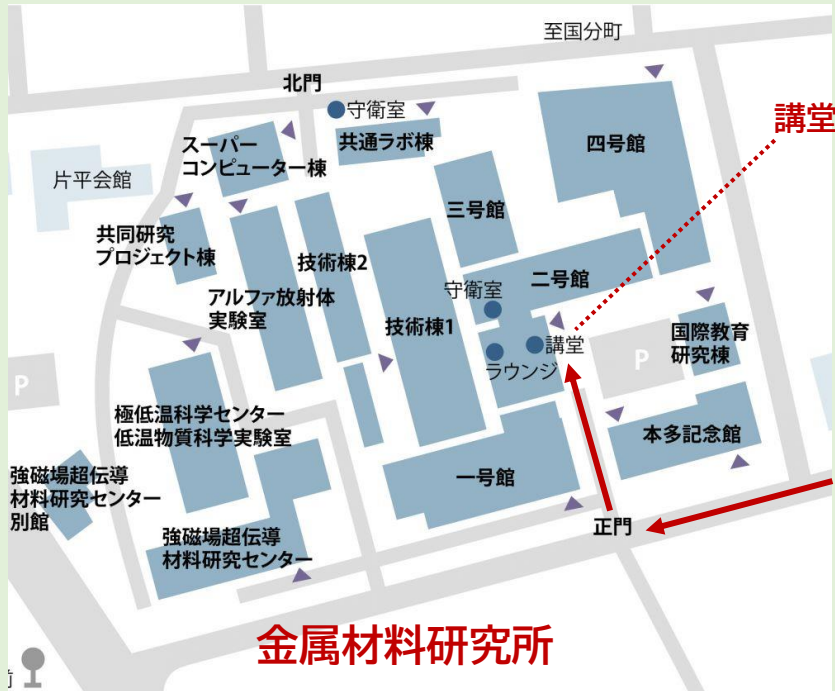 至国分町
北門
守衛室
講堂
スーパー
コンピューター棟
共通ラボ棟
四号館
片平会館
三号館
共同研究
プロジェクト棟
技術棟2
二号館
アルファ放射体
実験室
守衛室
技術棟1
講堂
国際教育
研究棟
P
ラウンジ
P
極低温科学センター
低温物質科学実験室
本多記念館
強磁場超伝導
材料研究センター
別館
一号館
正門
強磁場超伝導
材料研究センター
金属材料研究所